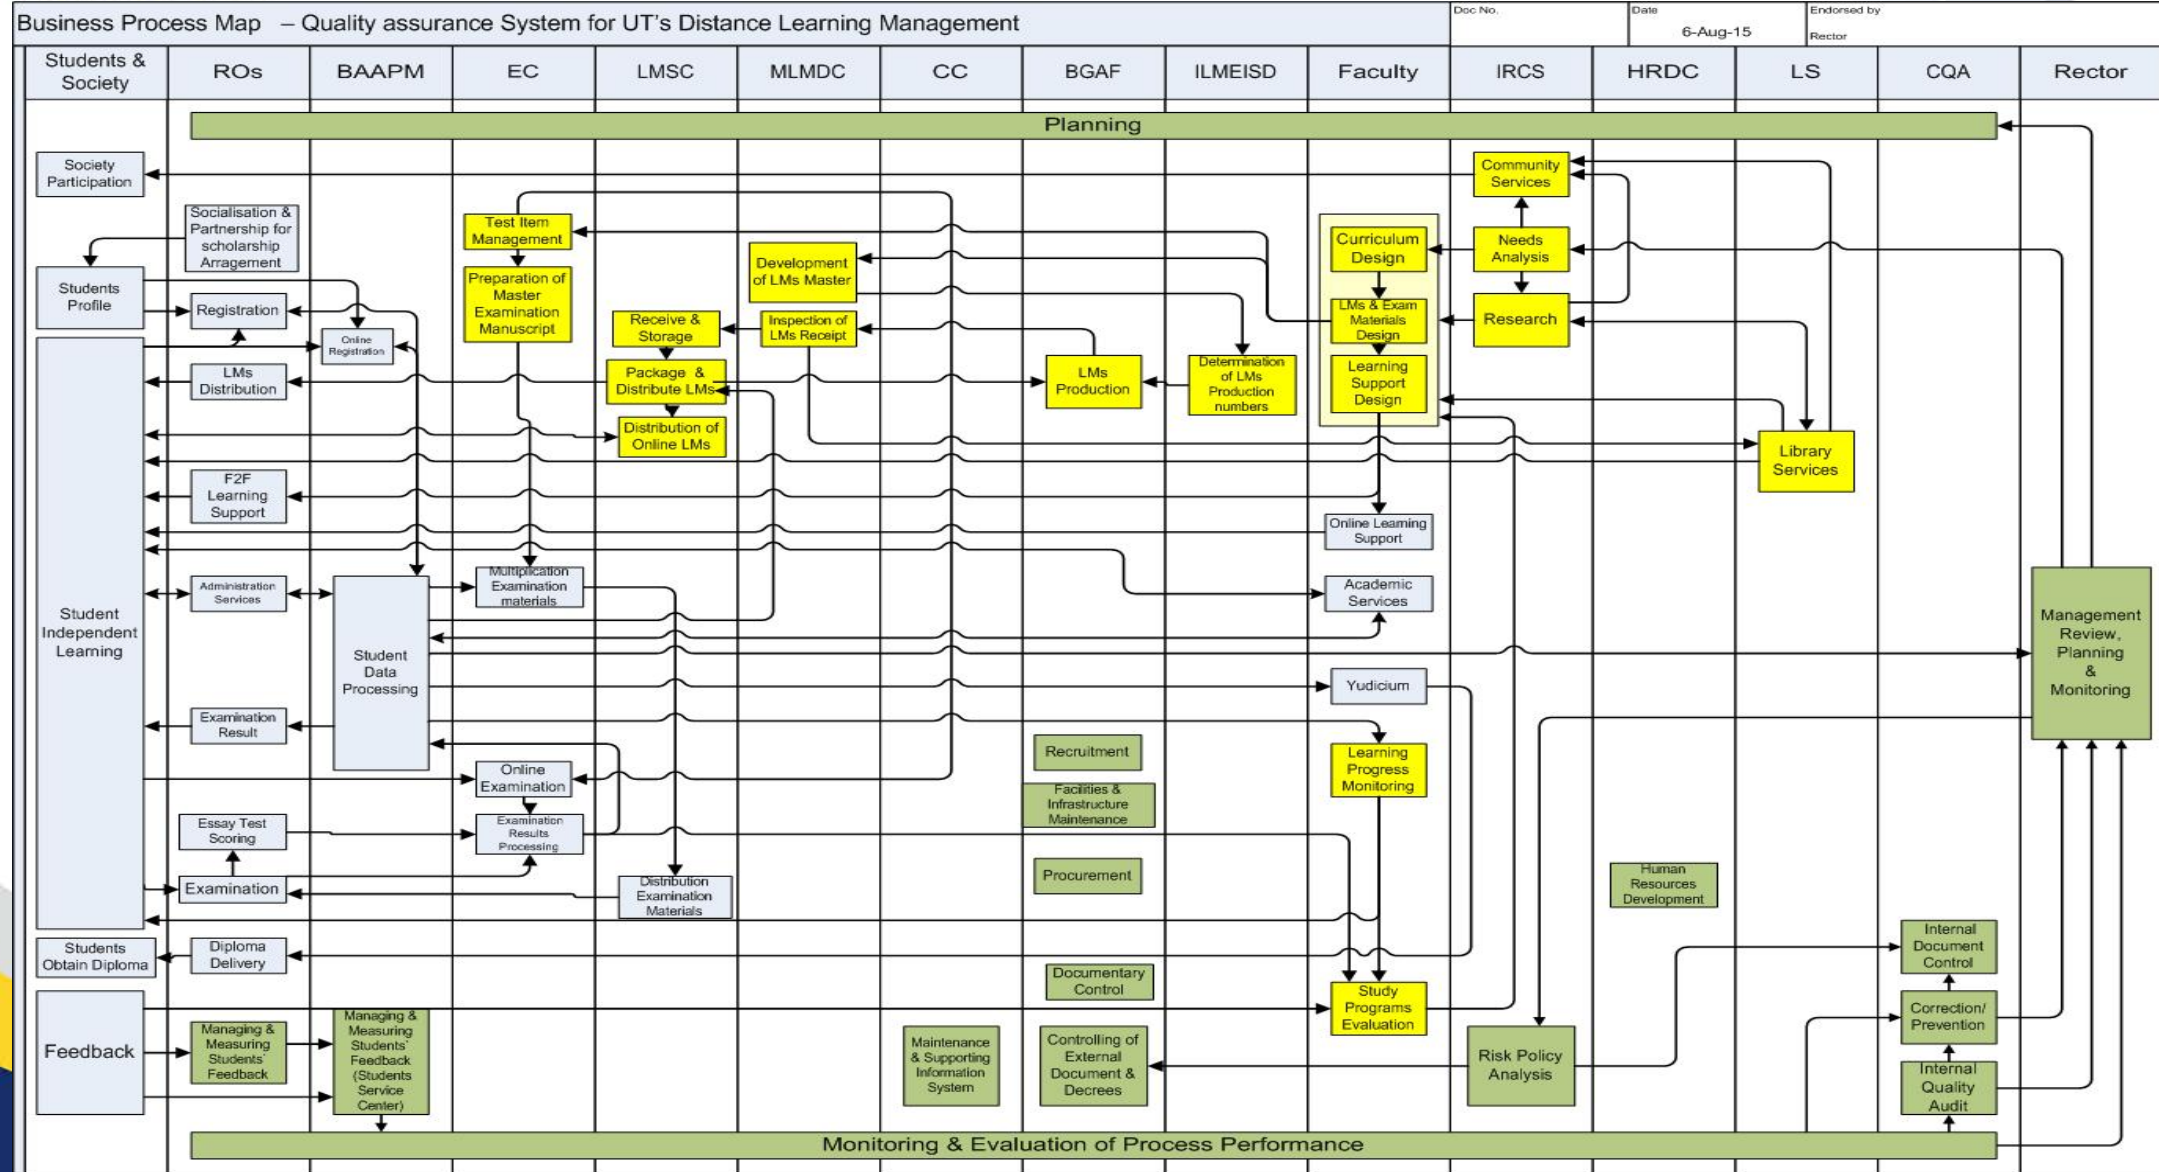 Business Process Map – Quality assurance System for UT's Distance Learning Management
Doc No.
Date
6-Aug-15
Endorsed by
Rector
Students &
Society
ROs
BAAPM
EC
LMSC
MLMDC
CC
BGAF
ILMEISD
Faculty
IRCS
HRDC
LS
CQA
Rector
Planning
Society
Participation
Community
Services
Socialisation &
Partnership for
scholarship
Arragement
Test Item
Management
Curriculum
Design
Needs
Analysis
Development
of LMs Master
Students
Profile
Registration
Preparation of
Master
Examination
Manuscript
Receive &
Storage
Inspection of
LMs Receipt
LMs & Exam
Materials
Design
Research
Online
Registration
LMs
Distribution
Package &
Distribute LMs
LMs
Production
Determination
of LMs
Production
numbers
Learning
Support
Design
Distribution of
Online LMs
Library
Services
F2F
Learning
Support
Online Learning
Support
Student
Independent
Learning
Administration
Services
Student
Data
Processing
Multiplication
Examination
materials
Academic
Services
Management
Review,
Planning
&
Monitoring
Yudicium
Examination
Result
Recruitment
Learning
Progress
Monitoring
Online
Examination
Facilities &
Infrastructure
Maintenance
Essay Test
Scoring
Examination
Results
Processing
Procurement
Human
Resources
Development
Examination
Distribution
Examination
Materials
Students
Obtain Diploma
Diploma
Delivery
Internal
Document
Control
Documentary
Control
Study
Programs
Evaluation
Correction/
Prevention
Feedback
Managing &
Measuring
Students'
Feedback
Managing &
Measuring
Students'
Feedback
(Students
Service
Center)
Maintenance
& Supporting
Information
System
Controlling of
External
Document &
Decrees
Risk Policy
Analysis
Internal
Quality
Audit
Monitoring & Evaluation of Process Performance